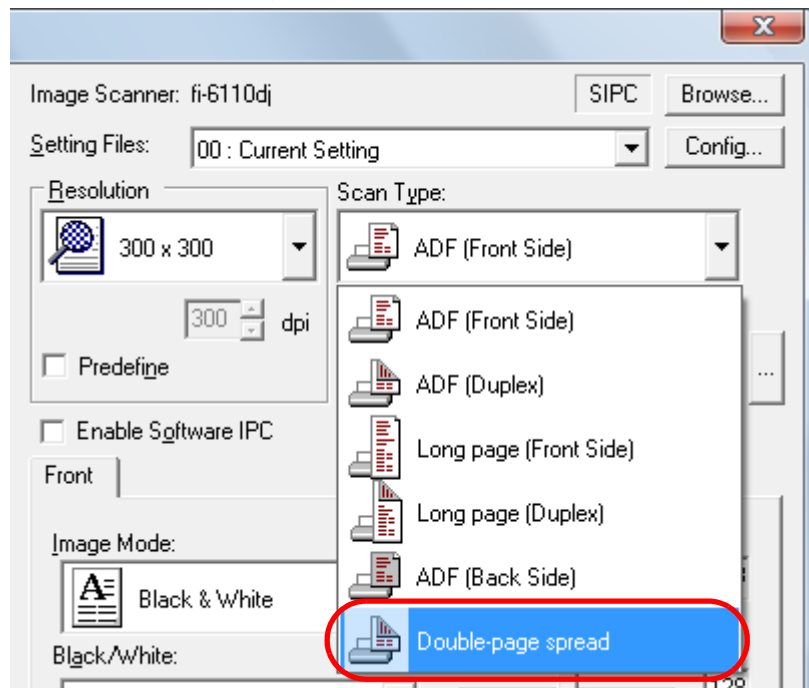 Image Scanner: fi-6110dj SIPC Browse...
Setting Files: 00 : Current Setting Config...
Resolution Scan Type:
300 x 300 ADF (Front Side)
300 dpi ADF (Front Side)
Predefine ...
ADF (Duplex)
Enable Software IPC Long page (Front Side)
Front
Long page (Duplex)
Image Mode:
Black & White ADF (Back Side)
Double-page spread
Black/White:
128